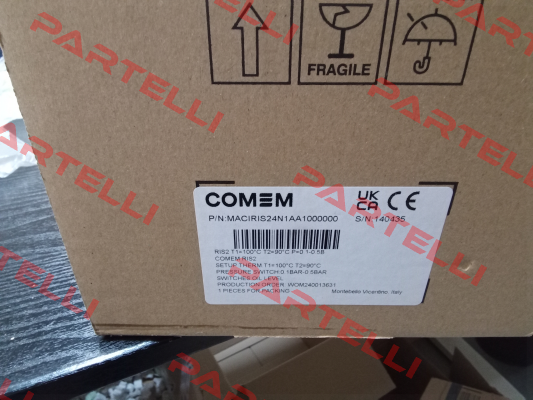 FRAGILE
COMEM
UK CA CE
P/N:MACIRIS24N1AA1000000 S/N:140435
RIS2 T1=100°C T2=90°C P=0.1-0.5B
COMEM RIS2
SETUP THERM.T1=100°C T2=90°C
PRESSURE SWITCH:0.1BAR-0.5BAR
SWITCHES OIL LEVEL
PRODUCTION ORDER: WOM240013631
1 PIECES FOR PACKING Montebello Vicentino, Italy
PARTELLI
PARTELLI
PARTELLI
PARTELLI
PARTELLI
PARTELLI